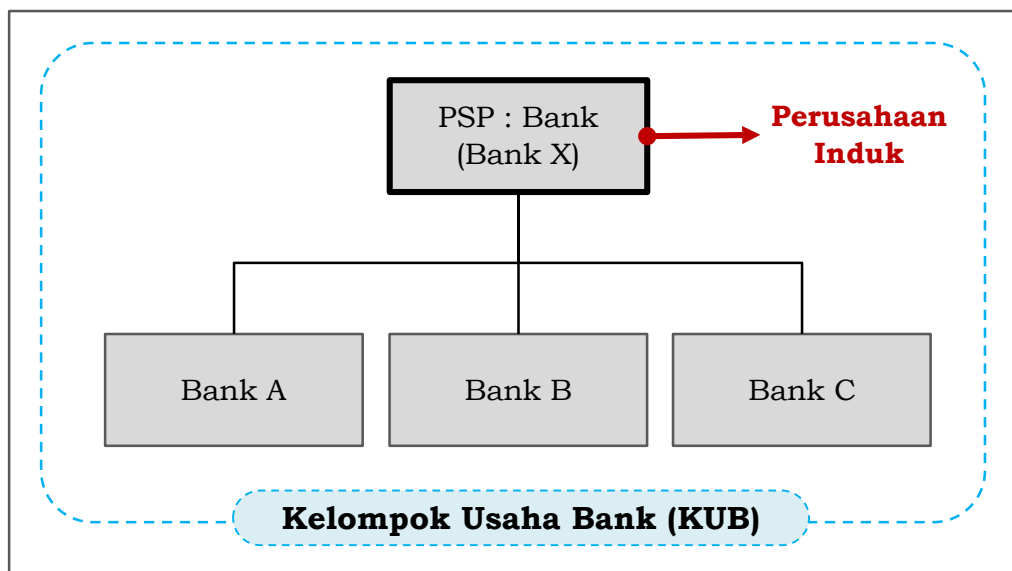 PSP : Bank
(Bank X)
Perusahaan
Induk
Bank A
Bank B
Bank C
Kelompok Usaha Bank (KUB)